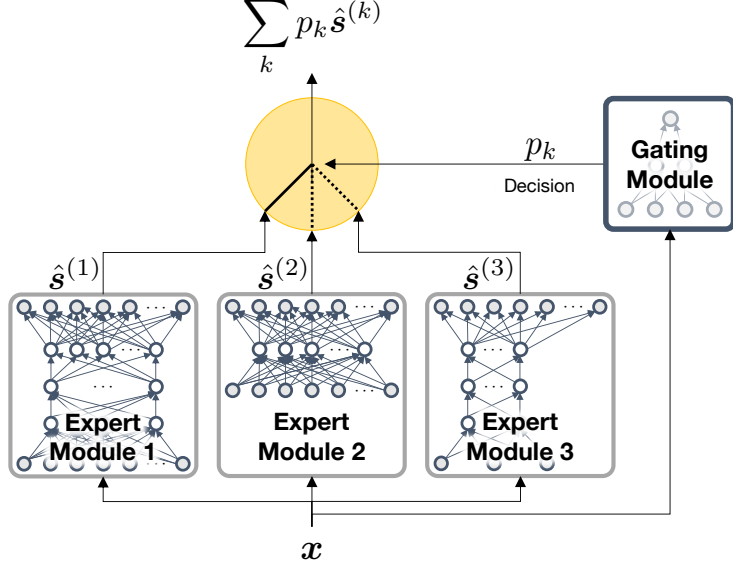 ∑_k p_k ŝ^(k)
p_k
Decision
Gating
Module
ŝ^(1)
ŝ^(2)
ŝ^(3)
Expert
Module 1
Expert
Module 2
Expert
Module 3
x